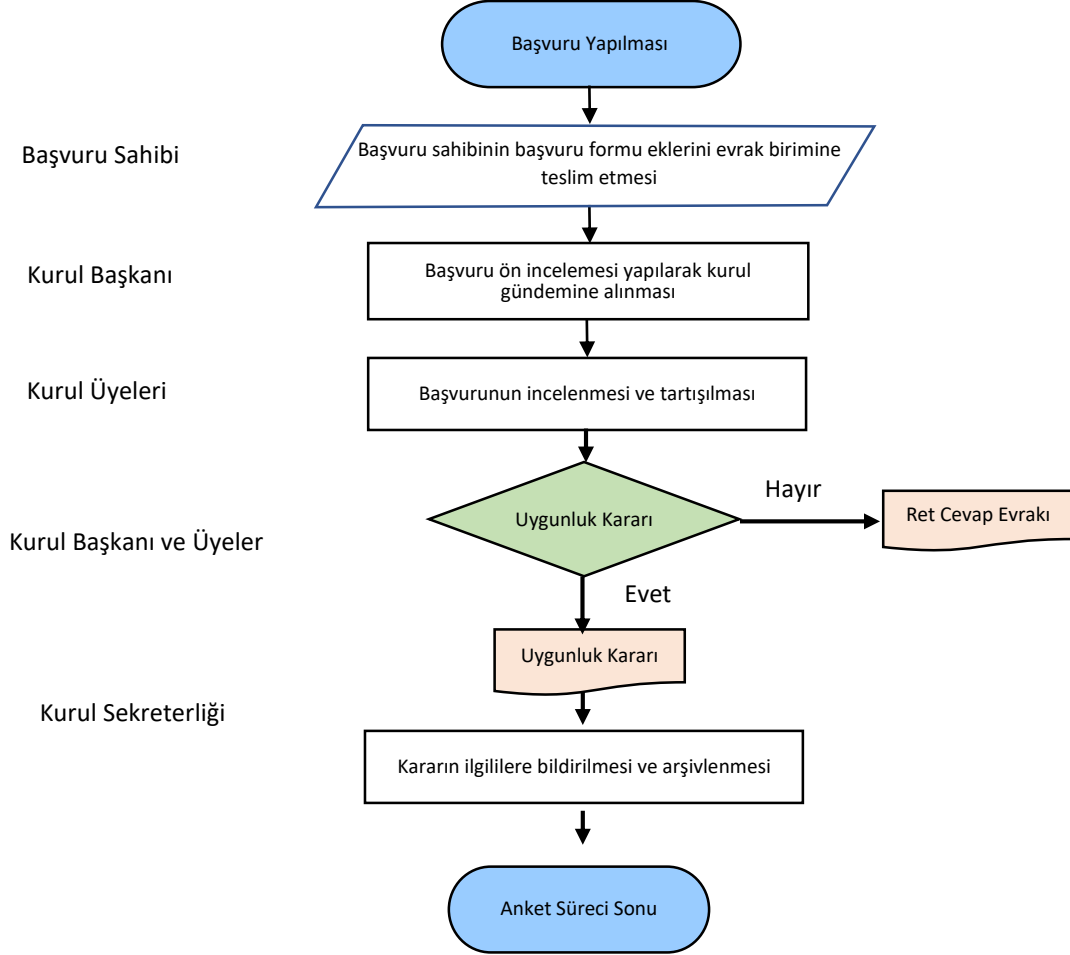 Başvuru Yapılması
Başvuru Sahibi
Başvuru sahibinin başvuru formu eklerini evrak birimine
teslim etmesi
Kurul Başkanı
Başvuru ön incelemesi yapılarak kurul
gündemine alınması
Kurul Üyeleri
Başvurunun incelenmesi ve tartışılması
Hayır
Uygunluk Kararı
Ret Cevap Evrakı
Kurul Başkanı ve Üyeler
Evet
Uygunluk Kararı
Kurul Sekreterliği
Kararın ilgililere bildirilmesi ve arşivlenmesi
Anket Süreci Sonu